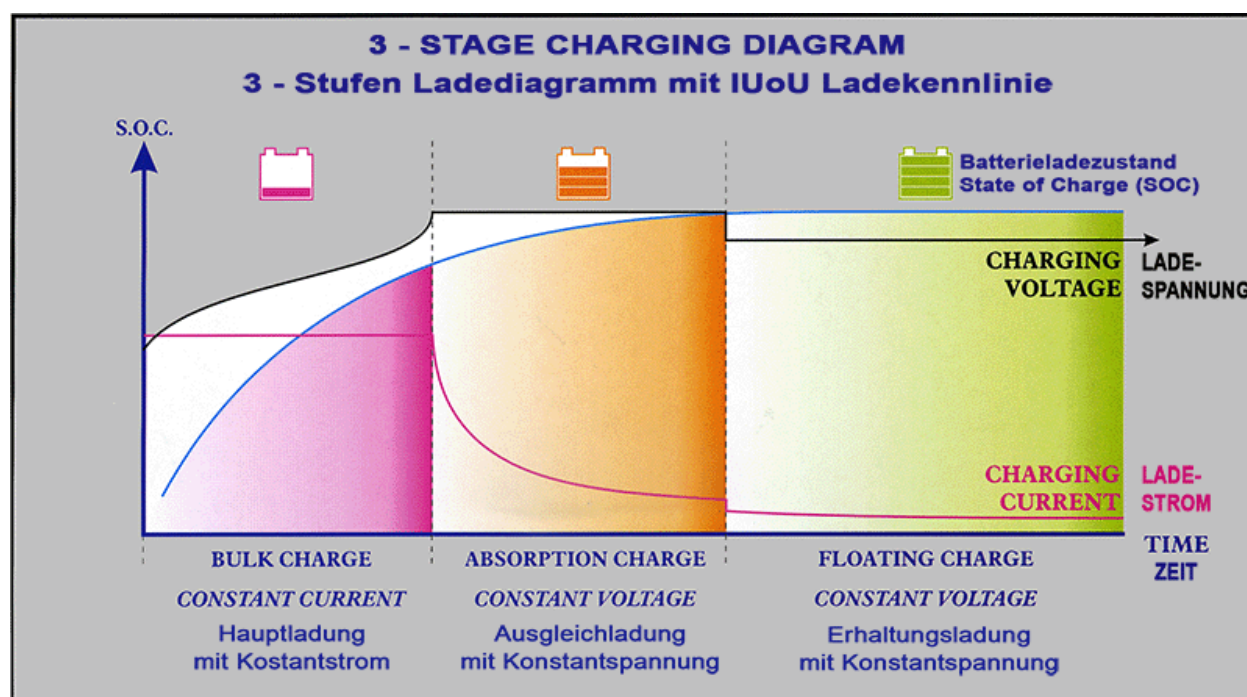 3 - STAGE CHARGING DIAGRAM
3 - Stufen Ladediagramm mit IUoU Ladekennlinie
S.O.C.
Batterieladezustand
State of Charge (SOC)
CHARGING
VOLTAGE
LADE-
SPANNUNG
CHARGING
CURRENT
LADE-
STROM
TIME
ZEIT
BULK CHARGE
CONSTANT CURRENT
Hauptladung
mit Kostantstrom
ABSORPTION CHARGE
CONSTANT VOLTAGE
Ausgleichladung
mit Konstantspannung
FLOATING CHARGE
CONSTANT VOLTAGE
Erhaltungsladung
mit Konstantspannung